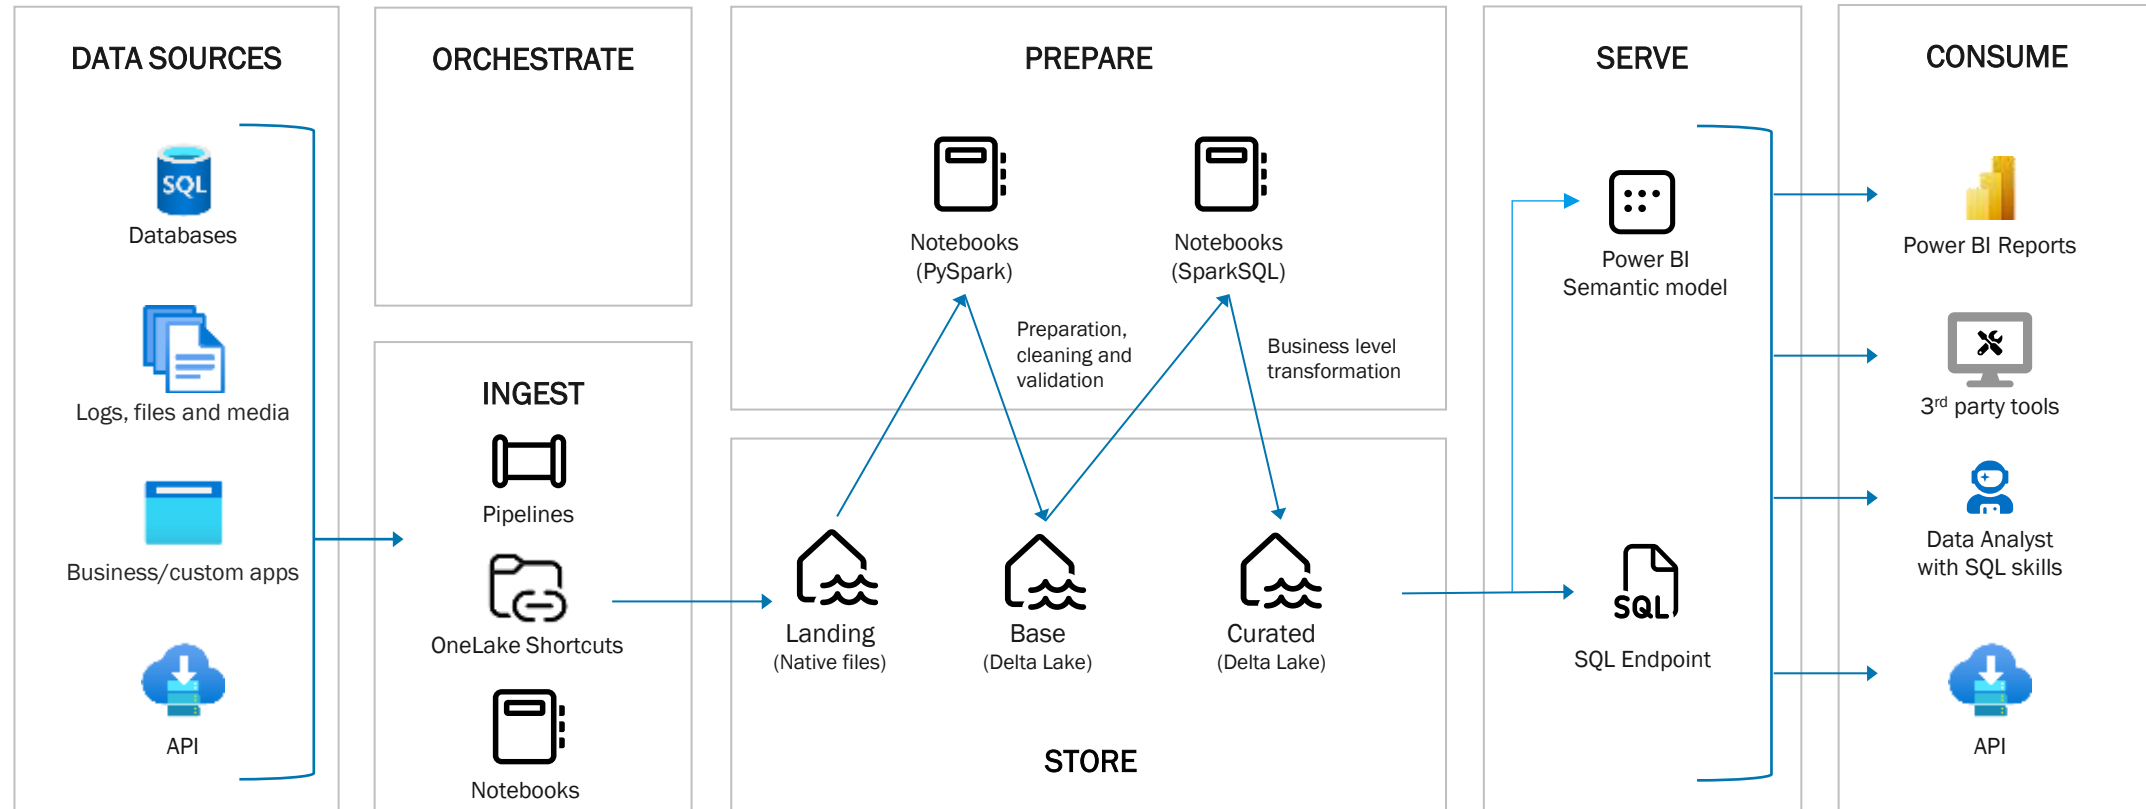 DATA SOURCES
SQL
Databases
Logs, files and media
Business/custom apps
API
ORCHESTRATE
INGEST
Pipelines
OneLake Shortcuts
Notebooks
PREPARE
Notebooks
(PySpark)
Notebooks
(SparkSQL)
Preparation,
cleaning and
validation
Business level
transformation
Landing
(Native files)
Base
(Delta Lake)
Curated
(Delta Lake)
STORE
SERVE
Power BI
Semantic model
SQL
SQL Endpoint
CONSUME
Power BI Reports
3rd party tools
Data Analyst
with SQL skills
API